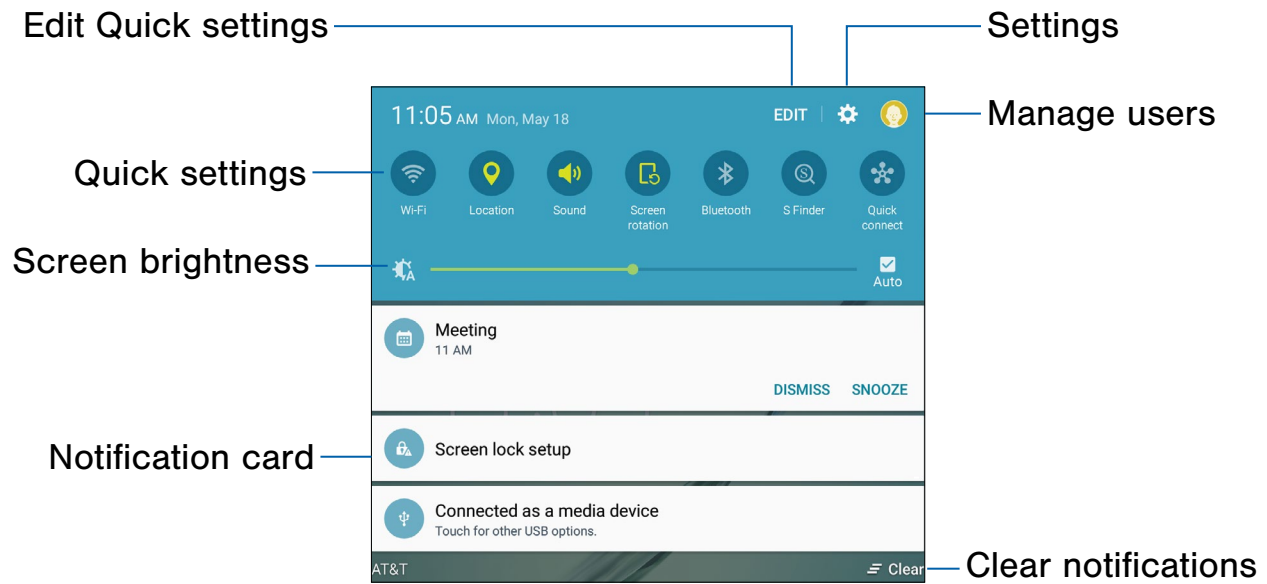 Edit Quick settings
Settings
11:05 AM Mon, May 18
EDIT
Manage users
Quick settings
Wi-Fi
Location
Sound
Screen
rotation
Bluetooth
S Finder
Quick
connect
Screen brightness
A
Auto
Meeting
11 AM
DISMISS SNOOZE
Notification card
Screen lock setup
Connected as a media device
Touch for other USB options.
AT&T
Clear
Clear notifications